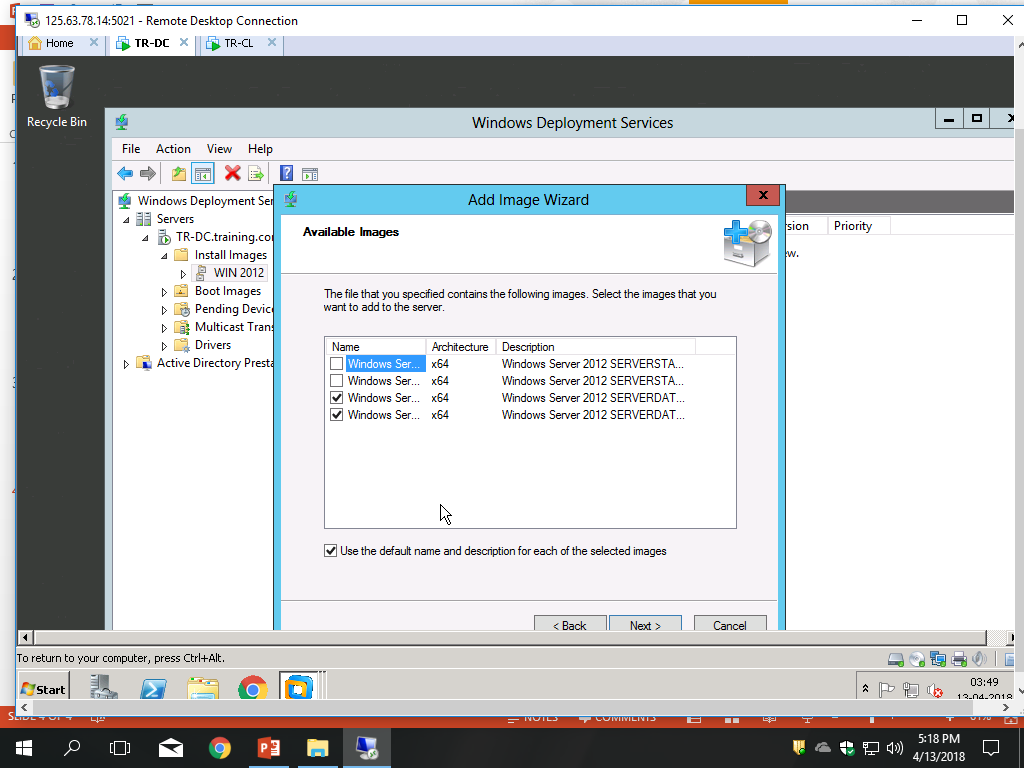 125.63.78.14:5021 - Remote Desktop Connection
Home TR-DC TR-CL
Recycle Bin
Windows Deployment Services
File Action View Help
Windows Deployment Ser
Servers
TR-DC.training.co
Install Images
WIN 2012
Boot Images
Pending Device
Multicast Trans
Drivers
Active Directory Presta
sion Priority
ew.
Add Image Wizard
Available Images
The file that you specified contains the following images. Select the images that you
want to add to the server.
Name Architecture Description
Windows Ser... x64 Windows Server 2012 SERVERSTA...
Windows Ser... x64 Windows Server 2012 SERVERSTA...
Windows Ser... x64 Windows Server 2012 SERVERDAT...
Windows Ser... x64 Windows Server 2012 SERVERDAT...
Use the default name and description for each of the selected images
< Back Next > Cancel
To return to your computer, press Ctrl+Alt.
Start
03:49
13-04-2018
SLIDE 4 OF 4 NOTES COMMENTS 81%
5:18 PM
4/13/2018